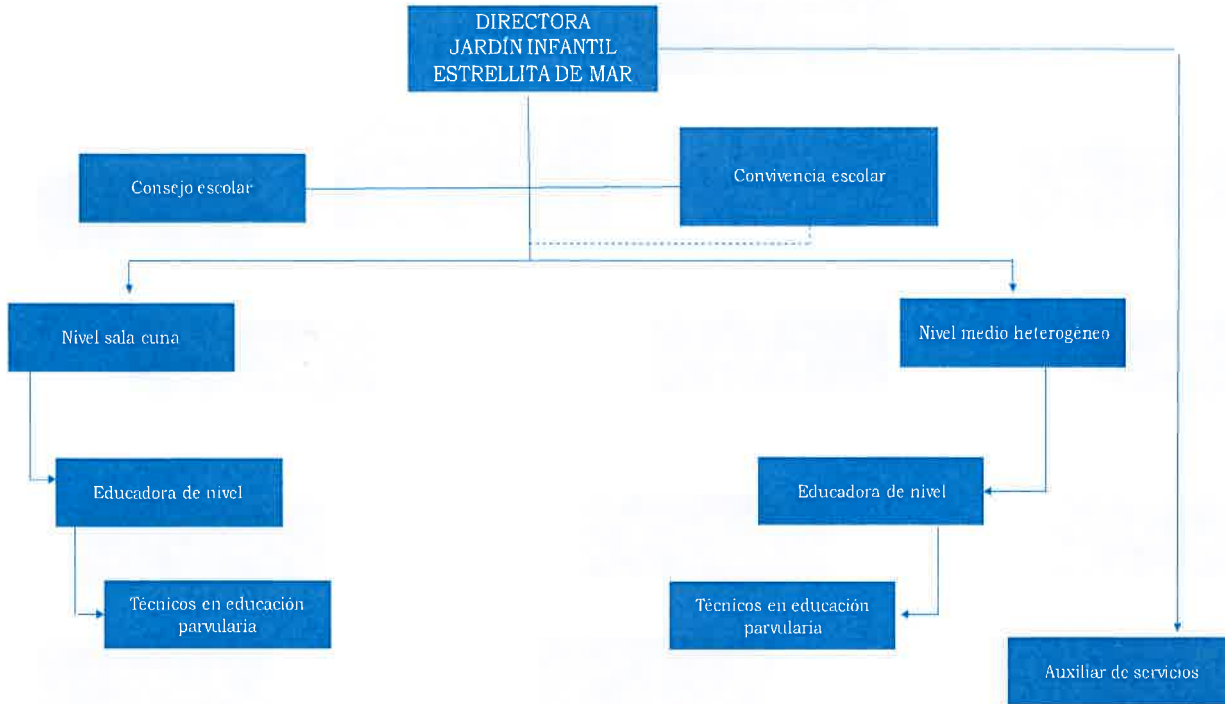 DIRECTORA
JARDÍN INFANTIL
ESTRELLITA DE MAR
Consejo escolar
Convivencia escolar
Nivel sala cuna
Nivel medio heterogéneo
Educadora de nivel
Educadora de nivel
Técnicos en educación
parvularia
Técnicos en educación
parvularia
Auxiliar de servicios